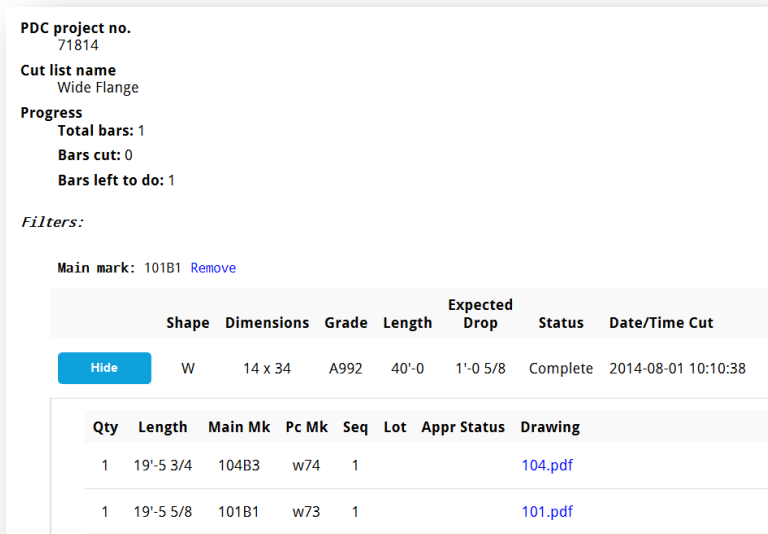 PDC project no.
71814
Cut list name
Wide Flange
Progress
Total bars: 1
Bars cut: 0
Bars left to do: 1
Filters:
Main mark: 101B1 Remove
Shape Dimensions Grade Length Expected Drop Status Date/Time Cut
Hide W 14 x 34 A992 40'-0 1'-0 5/8 Complete 2014-08-01 10:10:38
Qty Length Main Mk Pc Mk Seq Lot Appr Status Drawing
1 19'-5 3/4 104B3 w74 1 104.pdf
1 19'-5 5/8 101B1 w73 1 101.pdf